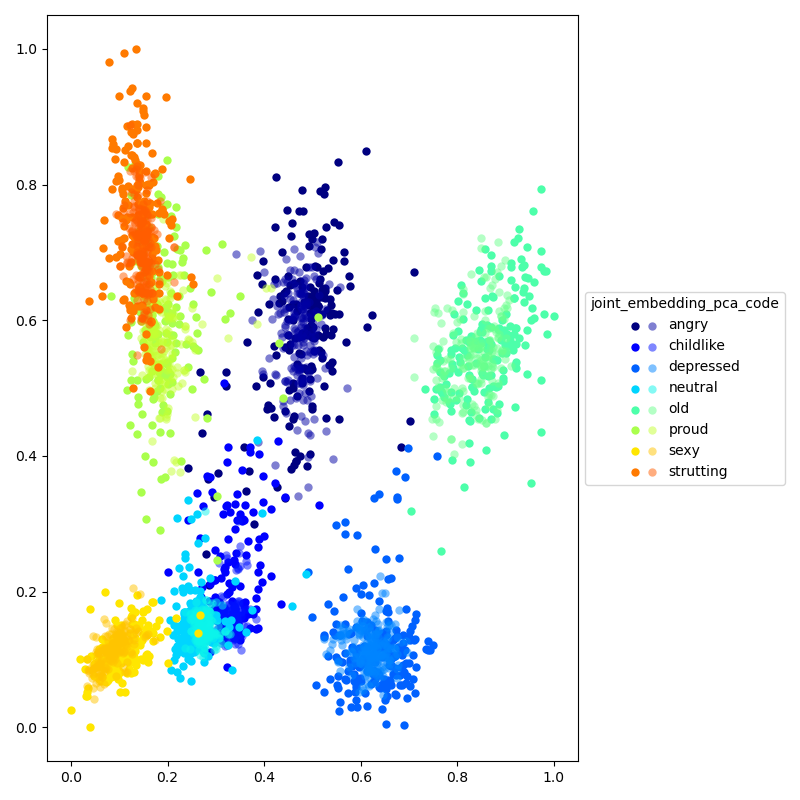 1.0
0.8
0.6
0.4
0.2
0.0
0.0 0.2 0.4 0.6 0.8 1.0
joint_embedding_pca_code
angry
childlike
depressed
neutral
old
proud
sexy
strutting